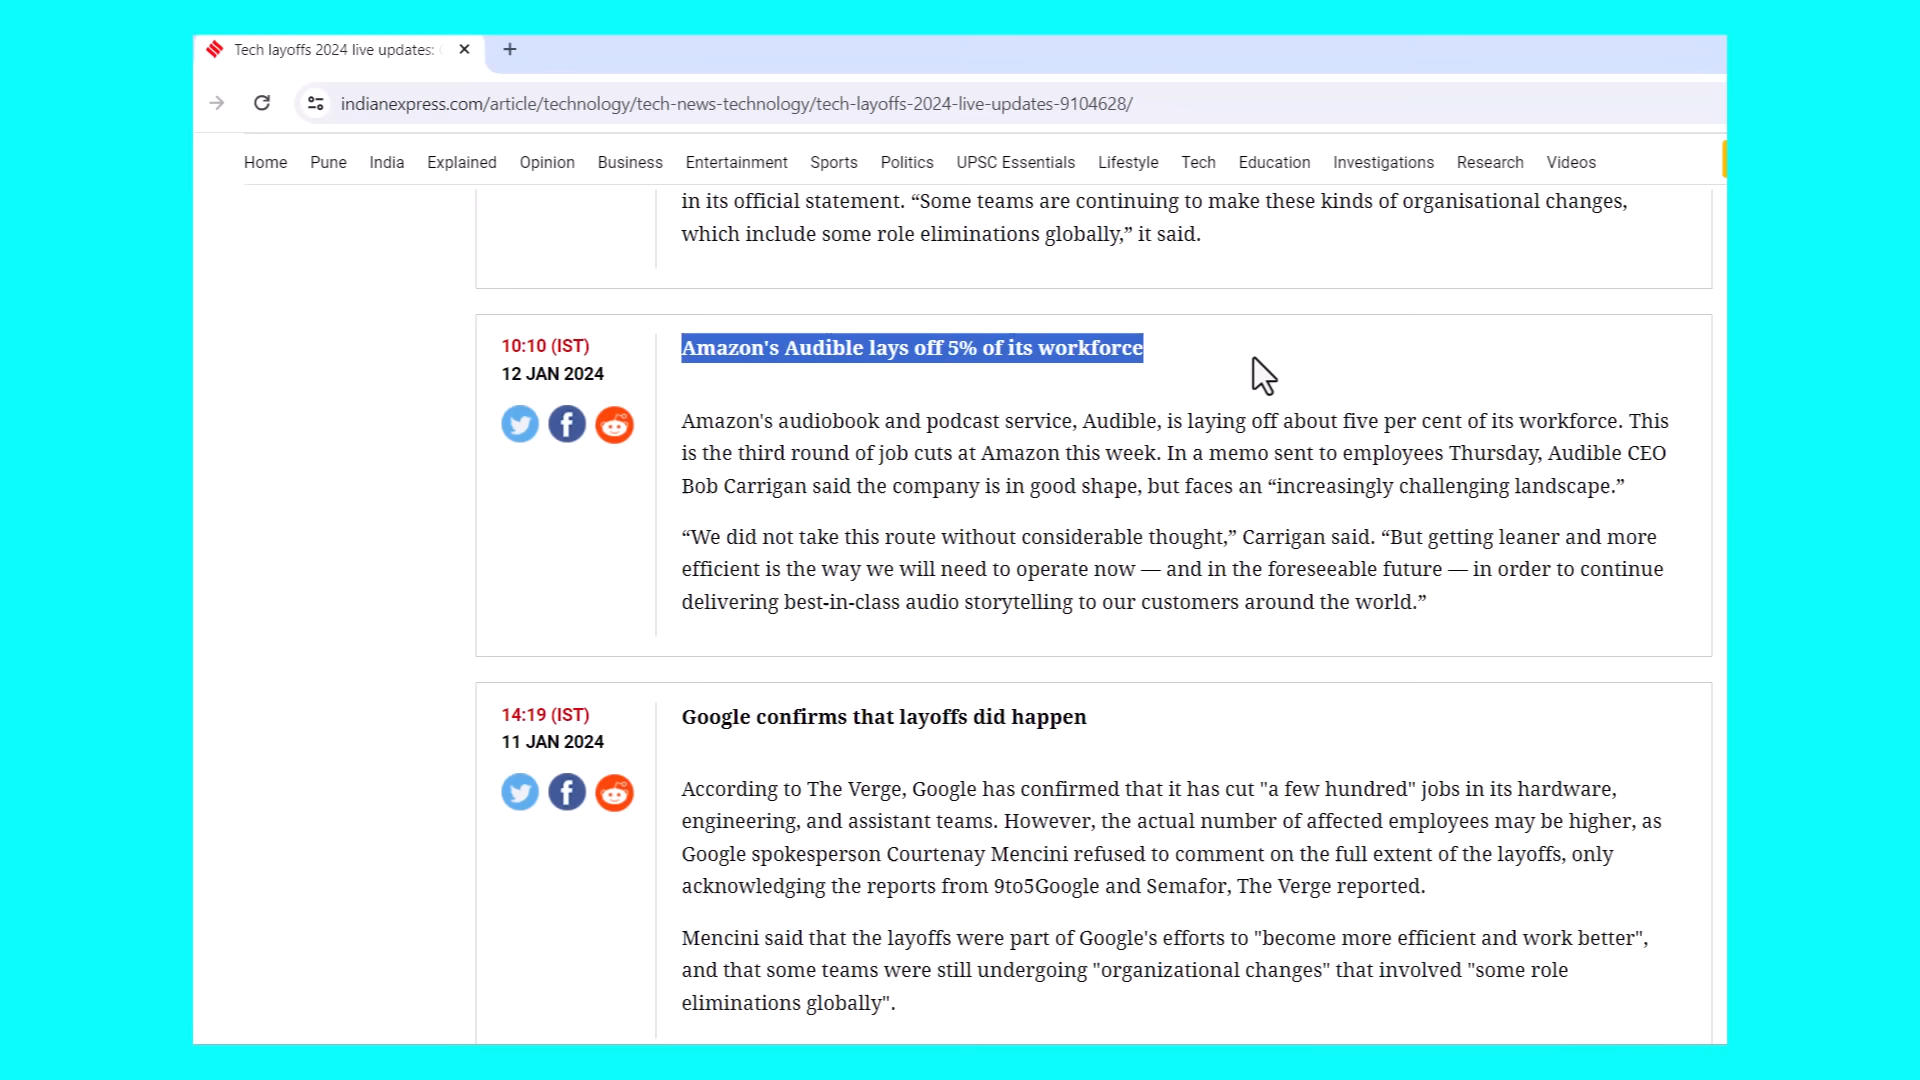 Tech layoffs 2024 live updates:
indianexpress.com/article/technology/tech-news-technology/tech-layoffs-2024-live-updates-9104628/
Home Pune India Explained Opinion Business Entertainment Sports Politics UPSC Essentials Lifestyle Tech Education Investigations Research Videos
in its official statement. “Some teams are continuing to make these kinds of organisational changes,
which include some role eliminations globally,” it said.
10:10 (IST)
12 JAN 2024
Amazon's Audible lays off 5% of its workforce
Amazon's audiobook and podcast service, Audible, is laying off about five per cent of its workforce. This
is the third round of job cuts at Amazon this week. In a memo sent to employees Thursday, Audible CEO
Bob Carrigan said the company is in good shape, but faces an “increasingly challenging landscape.”
“We did not take this route without considerable thought,” Carrigan said. “But getting leaner and more
efficient is the way we will need to operate now — and in the foreseeable future — in order to continue
delivering best-in-class audio storytelling to our customers around the world.”
14:19 (IST)
11 JAN 2024
Google confirms that layoffs did happen
According to The Verge, Google has confirmed that it has cut "a few hundred" jobs in its hardware,
engineering, and assistant teams. However, the actual number of affected employees may be higher, as
Google spokesperson Courtenay Mencini refused to comment on the full extent of the layoffs, only
acknowledging the reports from 9to5Google and Semafor, The Verge reported.
Mencini said that the layoffs were part of Google's efforts to "become more efficient and work better",
and that some teams were still undergoing "organizational changes" that involved "some role
eliminations globally".